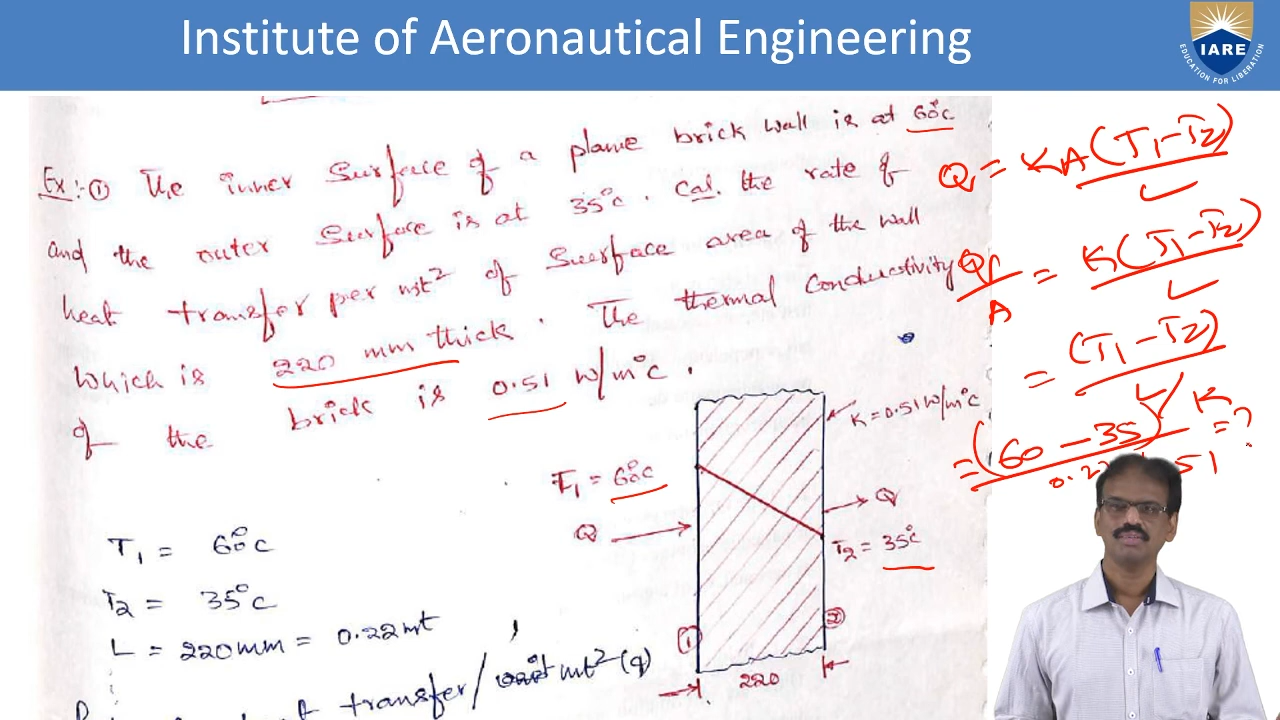 Institute of Aeronautical Engineering
IARE
EDUCATION FOR LIBERATION
Ex:-① The inner Surface of a plane brick wall is at 60°c
and the outer Surface is at 35°c. Cal. the rate of
heat transfer per mt² of Surface area of the wall
which is 220 mm thick. The thermal Conductivity
of the brick is 0.51 W/m°c.
T1 = 60°c
T2 = 35°c
L = 220mm = 0.22mt
transfer/ mt² (q)
T1 = 60°c
Q
K = 0.51 W/m°c
Q
T2 = 35°c
① ②
220
Q = KA(T1-T2)
Q/A = K(T1-T2)
= (T1-T2)
L/K
= (60-35) = ?